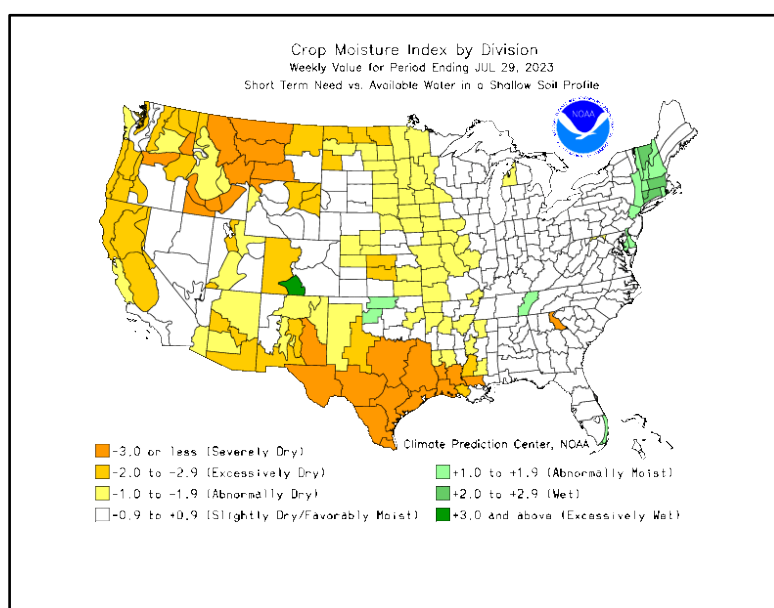 Crop Moisture Index by Division
Weekly Value for Period Ending JUL 29, 2023
Short Term Need vs. Available Water in a Shallow Soil Profile
NOAA
Climate Prediction Center, NOAA
-3.0 or less (Severely Dry)
-2.0 to -2.9 (Excessively Dry)
-1.0 to -1.9 (Abnormally Dry)
-0.9 to +0.9 (Slightly Dry/Favorably Moist)
+1.0 to +1.9 (Abnormally Moist)
+2.0 to +2.9 (Wet)
+3.0 and above (Excessively Wet)